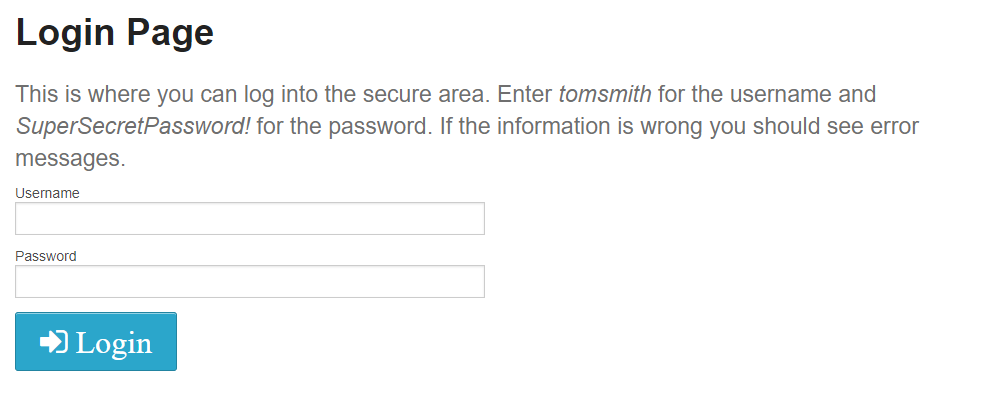 Login Page
This is where you can log into the secure area. Enter tomsmith for the username and
SuperSecretPassword! for the password. If the information is wrong you should see error
messages.
Username
Password
Login